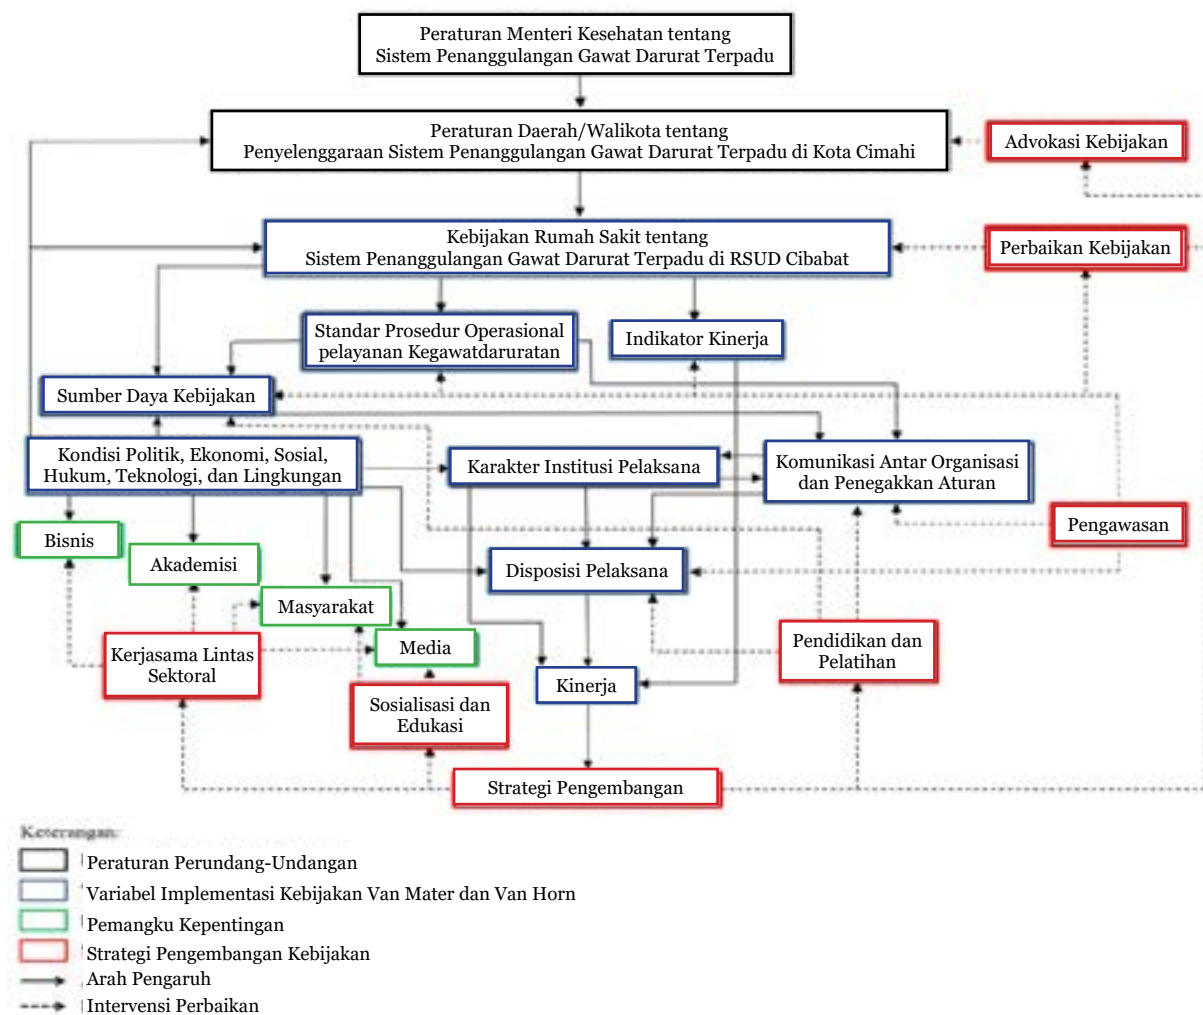 Peraturan Menteri Kesehatan tentang
Sistem Penanggulangan Gawat Darurat Terpadu
Peraturan Daerah/Walikota tentang
Penyelenggaraan Sistem Penanggulangan Gawat Darurat Terpadu di Kota Cimahi
Advokasi Kebijakan
Kebijakan Rumah Sakit tentang
Sistem Penanggulangan Gawat Darurat Terpadu di RSUD Cibabat
Perbaikan Kebijakan
Standar Prosedur Operasional
pelayanan Kegawatdaruratan
Indikator Kinerja
Sumber Daya Kebijakan
Kondisi Politik, Ekonomi, Sosial,
Hukum, Teknologi, dan Lingkungan
Karakter Institusi Pelaksana
Komunikasi Antar Organisasi
dan Penegakkan Aturan
Pengawasan
Bisnis
Akademisi
Disposisi Pelaksana
Masyarakat
Media
Kerjasama Lintas
Sektoral
Pendidikan dan
Pelatihan
Kinerja
Sosialisasi dan
Edukasi
Strategi Pengembangan
Keterangan:
Peraturan Perundang-Undangan
Variabel Implementasi Kebijakan Van Mater dan Van Horn
Pemangku Kepentingan
Strategi Pengembangan Kebijakan
Arah Pengaruh
Intervensi Perbaikan